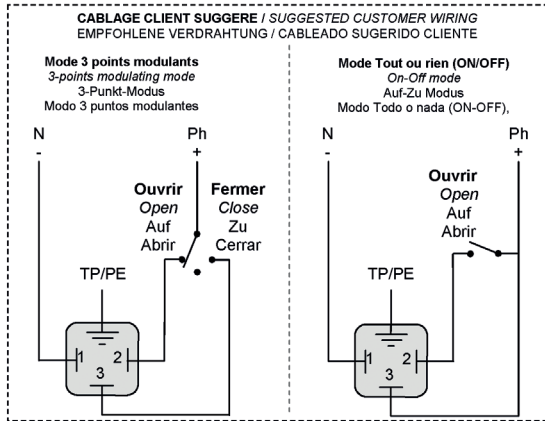 CABLAGE CLIENT SUGGERE / SUGGESTED CUSTOMER WIRING
EMPFOHLENE VERDRAHTUNG / CABLEADO SUGERIDO CLIENTE
Mode 3 points modulants
3-points modulating mode
3-Punkt-Modus
Modo 3 puntos modulantes
N
-
Ph
+
Ouvrir
Open
Auf
Abrir
Fermer
Close
Zu
Cerrar
TP/PE
1
2
3
Mode Tout ou rien (ON/OFF)
On-Off mode
Auf-Zu Modus
Modo Todo o nada (ON-OFF),
N
-
Ph
+
Ouvrir
Open
Auf
Abrir
TP/PE
1
2
3